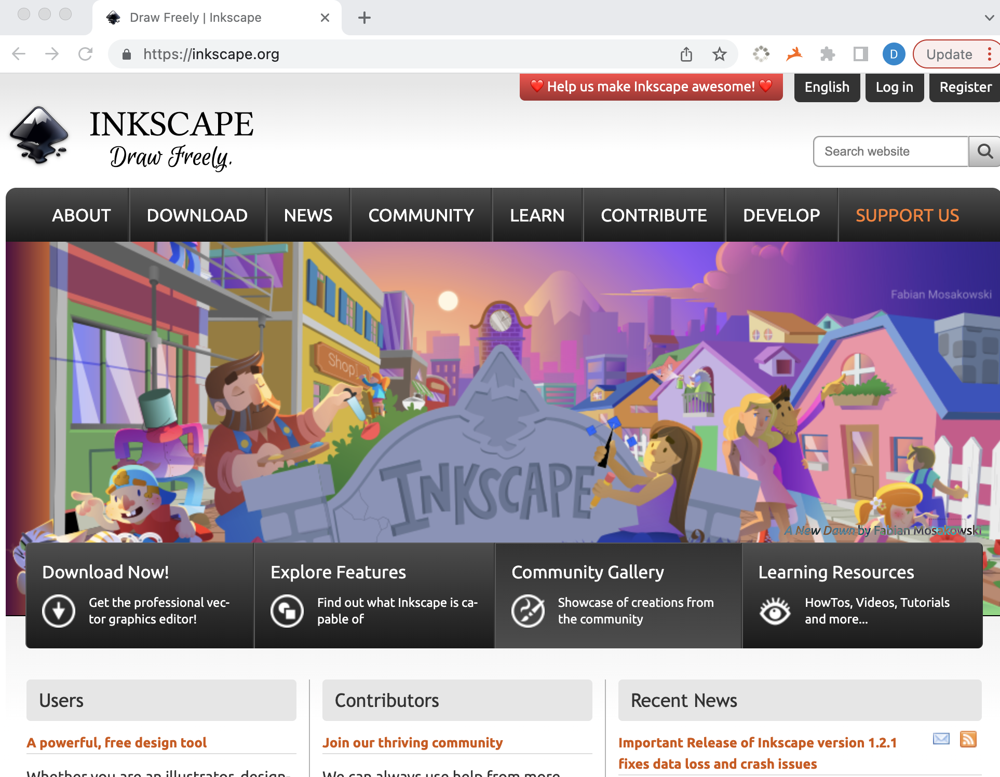 Draw Freely | Inkscape
https://inkscape.org
D
Update
❤️ Help us make Inkscape awesome! ❤️
English
Log in
Register
INKSCAPE
Draw Freely.
Search website
ABOUT
DOWNLOAD
NEWS
COMMUNITY
LEARN
CONTRIBUTE
DEVELOP
SUPPORT US
Fabian Mosakowski
Shop
INKSCAPE
A New Dawn by Fabian Mosakowski
Download Now!
Get the professional vec-
tor graphics editor!
Explore Features
Find out what Inkscape is ca-
pable of
Community Gallery
Showcase of creations from
the community
Learning Resources
HowTos, Videos, Tutorials
and more...
Users
A powerful, free design tool
Whether you are an illustrator, design-
Contributors
Join our thriving community
We can always use help from more
Recent News
Important Release of Inkscape version 1.2.1
fixes data loss and crash issues